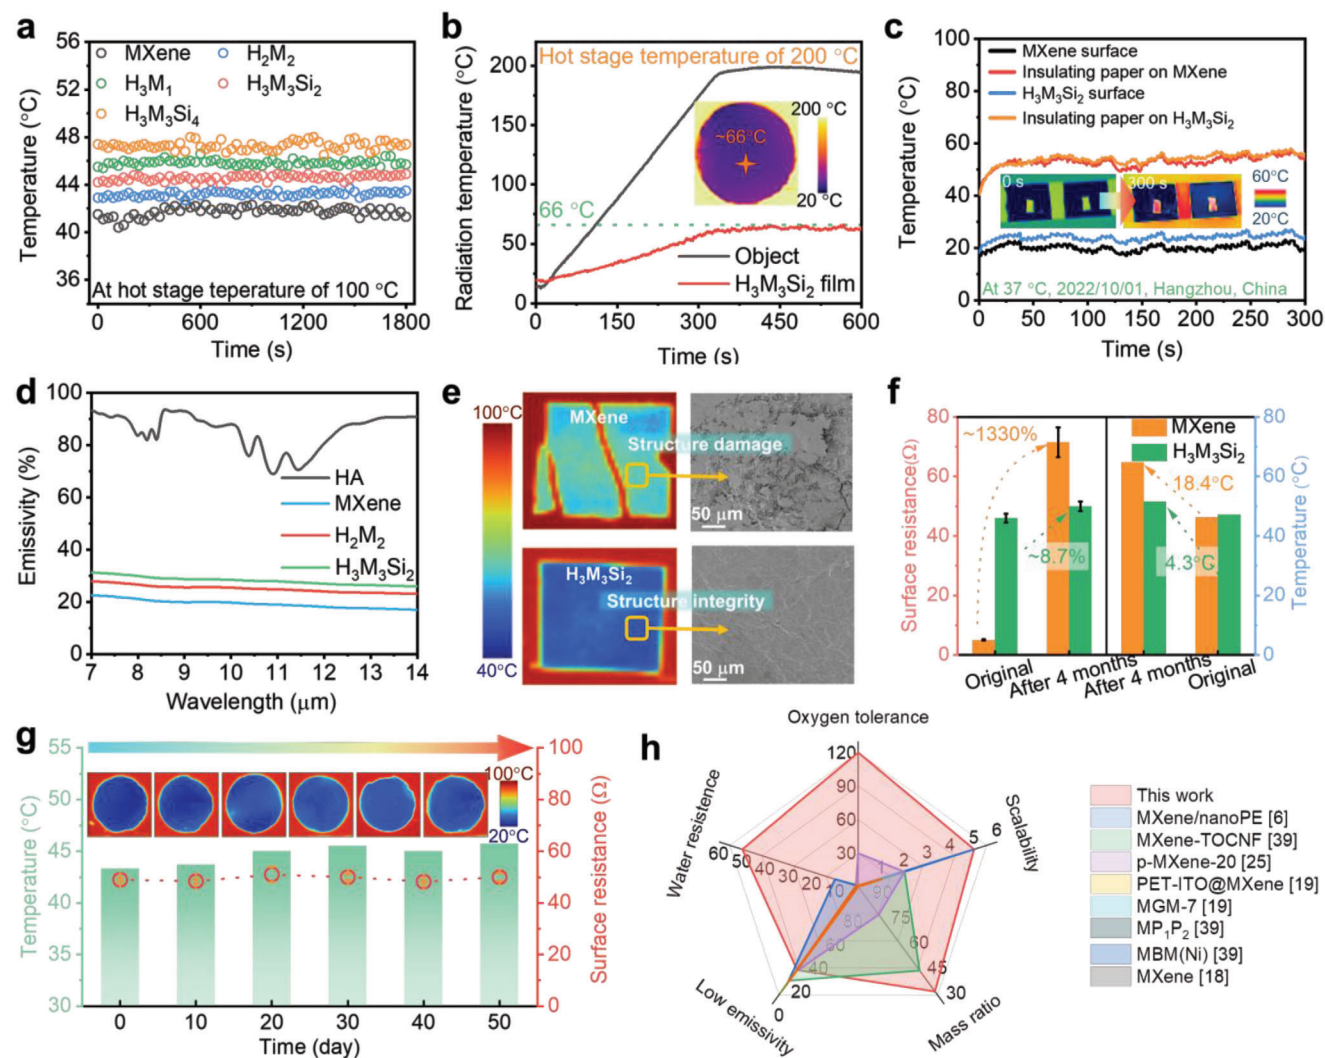 a
56
52
48
44
40
36
Temperature (°C)
MXene
H2M2
H3M1
H3M3Si2
H3M3Si4
At hot stage teperature of 100 °C
0
600
1200
1800
Time (s)
b
Radiation temperature (°C)
200
150
100
50
0
Hot stage temperature of 200 °C
200 °C
~66°C
20 °C
66 °C
Object
H3M3Si2 film
0
150
300
450
600
Time (s)
c
Temperature (°C)
100
80
60
40
20
0
MXene surface
Insulating paper on MXene
H3M3Si2 surface
Insulating paper on H3M3Si2
0 s
300 s
60°C
20°C
At 37 °C, 2022/10/01, Hangzhou, China
0
50
100
150
200
250
300
Time (s)
d
Emissivity (%)
100
80
60
40
20
0
HA
MXene
H2M2
H3M3Si2
7
8
9
10
11
12
13
14
Wavelength (μm)
e
100°C
40°C
MXene
Structure damage
50 μm
H3M3Si2
Structure integrity
50 μm
f
Surface resistance(Ω)
80
60
40
20
0
~1330%
~8.7%
MXene
H3M3Si2
18.4°C
4.3°C
80
60
40
20
0
Temperature (°C)
Original
After 4 months
After 4 months
Original
g
Temperature (°C)
55
50
45
40
35
30
100°C
20°C
100
80
60
40
20
0
Surface resistance (Ω)
0
10
20
30
40
50
Time (day)
h
Oxygen tolerance
120
90
60
30
Scalability
1
2
3
4
5
6
Water resistence
60
50
40
30
20
10
Low emissivity
80
60
40
20
0
Mass ratio
90
75
60
45
30
This work
MXene/nanoPE [6]
MXene-TOCNF [39]
p-MXene-20 [25]
PET-ITO@MXene [19]
MGM-7 [19]
MP1P2 [39]
MBM(Ni) [39]
MXene [18]